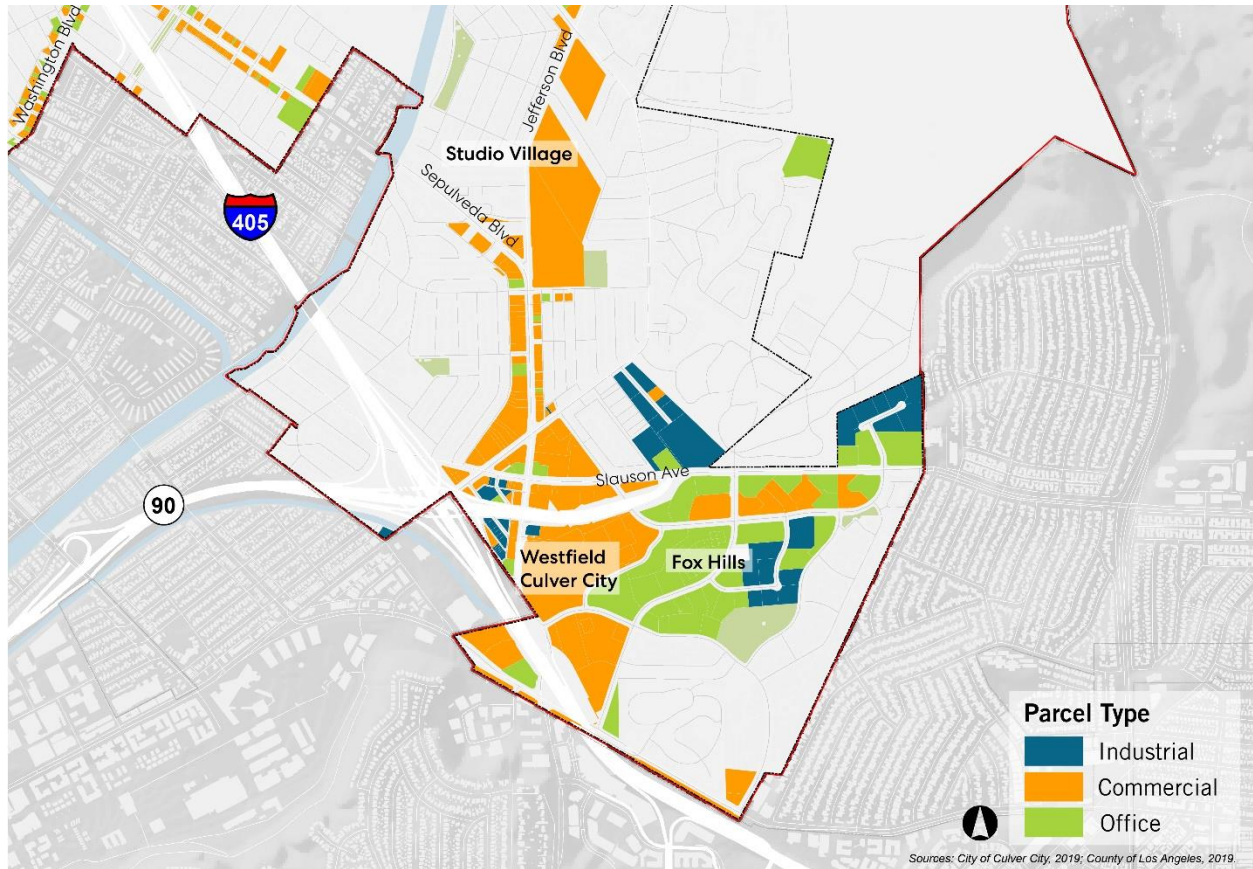 Washington Blvd
Jefferson Blvd
Studio Village
Sepulveda Blvd
405
Slauson Ave
90
Westfield
Culver City
Fox Hills
Parcel Type
Industrial
Commercial
Office
Sources: City of Culver City, 2019; County of Los Angeles, 2019.